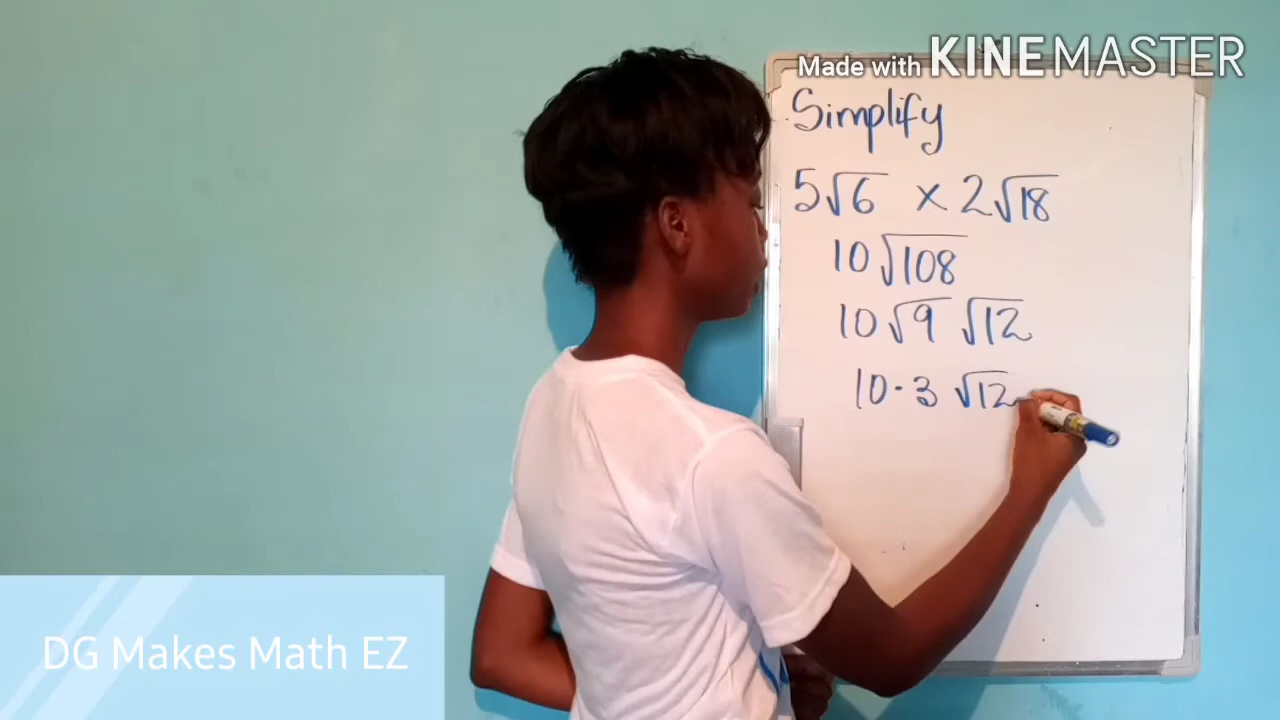 Made with KINEMASTER
Simplify
5√6 × 2√18
10√108
10√9 √12
10·3 √12
DG Makes Math EZ